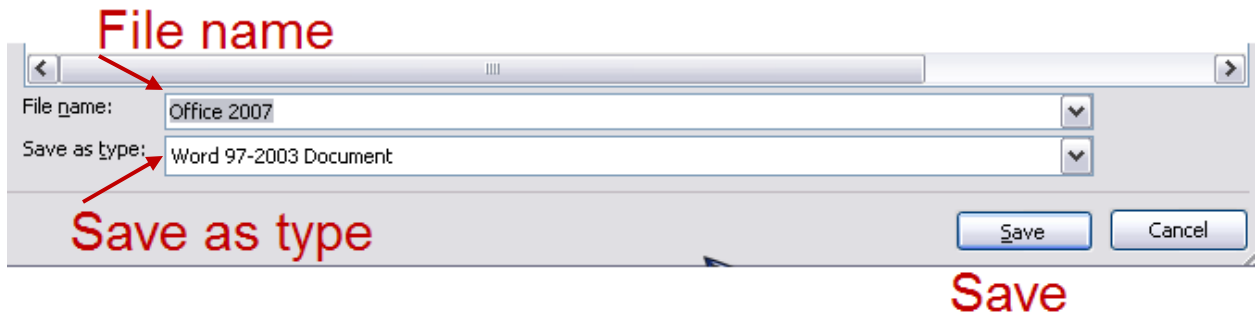 File name
File name: Office 2007
Save as type: Word 97-2003 Document
Save as type
Save Cancel
Save